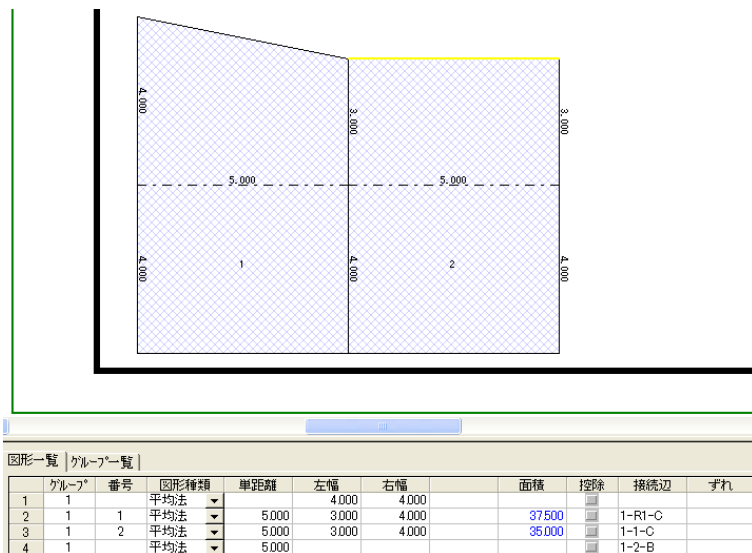 4.000
3.000
3.000
5.000
5.000
4.000
1
4.000
2
4.000
図形一覧 グループ一覧
グループ 番号 図形種類 単距離 左幅 右幅 面積 控除 接続辺 ずれ
1 1 平均法 4.000 4.000
2 1 1 平均法 5.000 3.000 4.000 37.500 1-R1-C
3 1 2 平均法 5.000 3.000 4.000 35.000 1-1-C
4 1 平均法 5.000 1-2-B